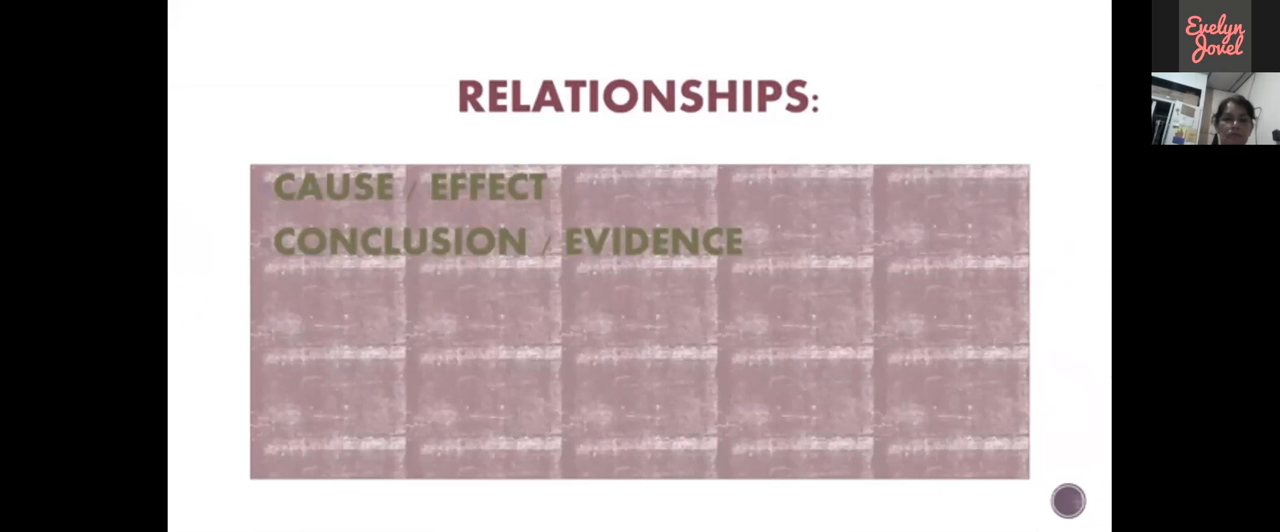 Evelyn
Jovel
RELATIONSHIPS:
CAUSE / EFFECT
CONCLUSION / EVIDENCE